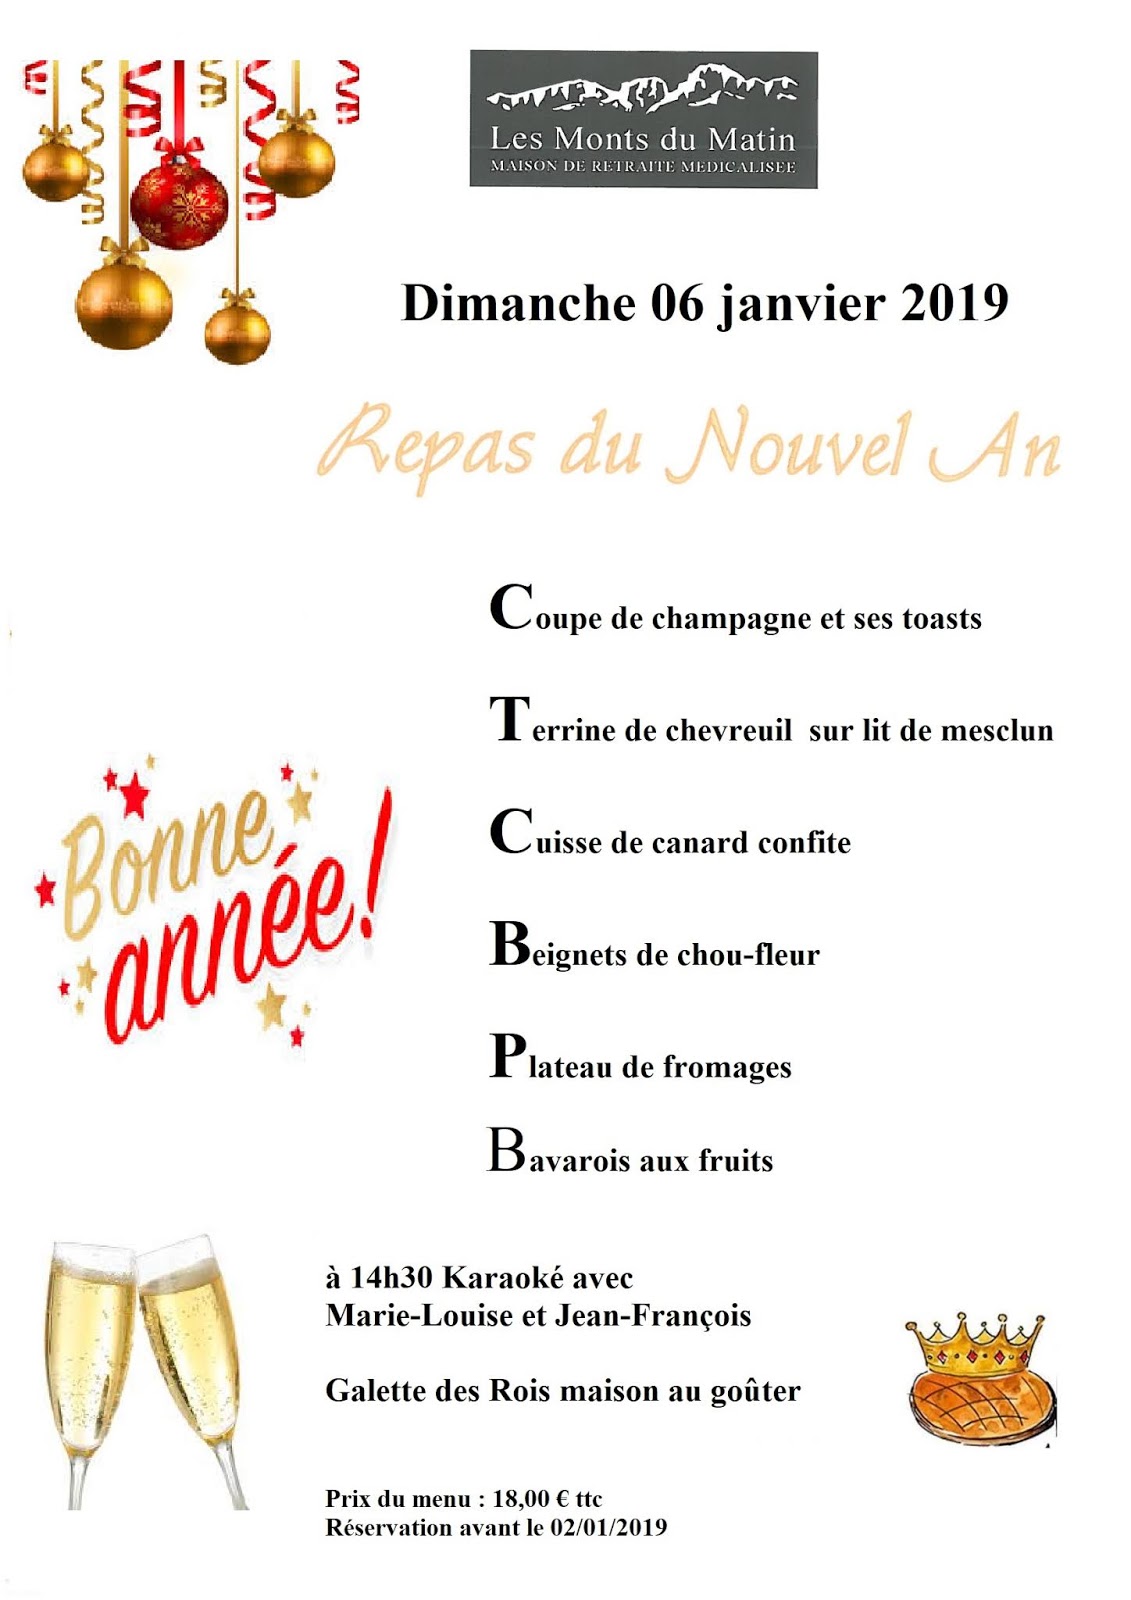 Les Monts du Matin
MAISON DE RETRAITE MEDICALISEE
Dimanche 06 janvier 2019
Repas du Nouvel An
Coupe de champagne et ses toasts
Terrine de chevreuil sur lit de mesclun
Cuisse de canard confite
Beignets de chou-fleur
Plateau de fromages
Bavarois aux fruits
Bonne
année!
à 14h30 Karaoké avec
Marie-Louise et Jean-François
Galette des Rois maison au goûter
Prix du menu : 18,00 € ttc
Réservation avant le 02/01/2019